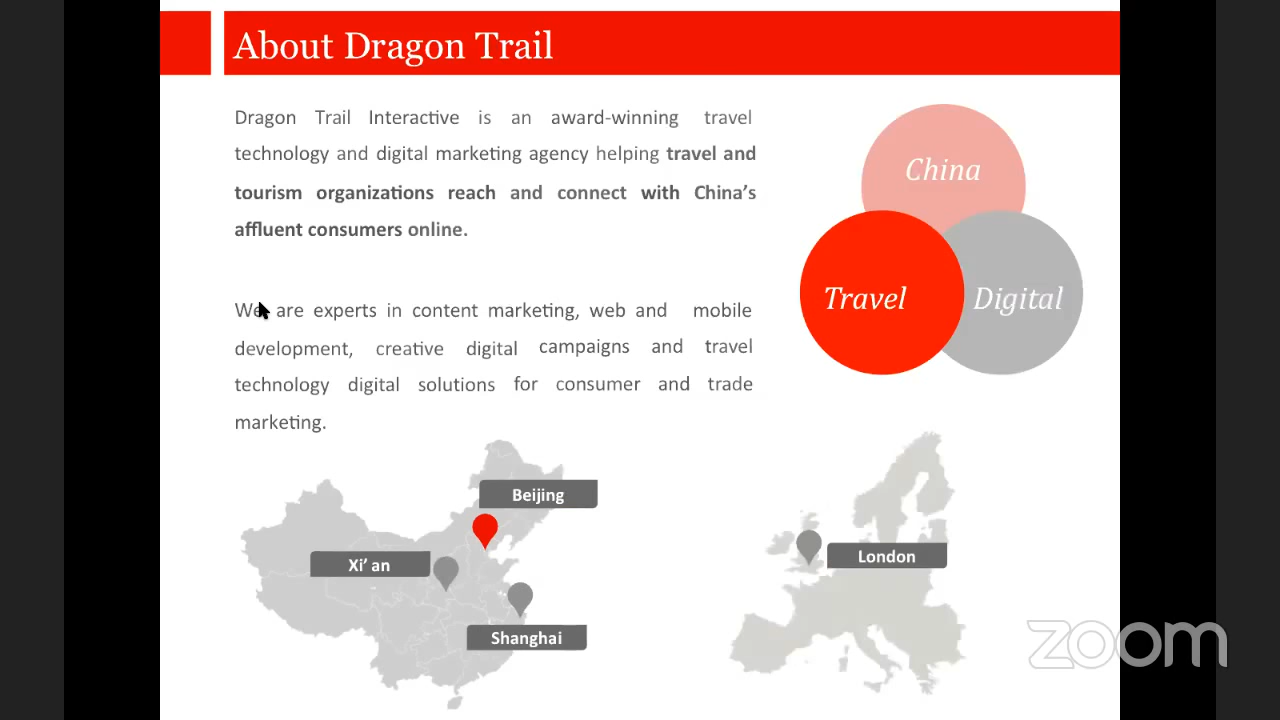 About Dragon Trail
Dragon Trail Interactive is an award-winning travel
technology and digital marketing agency helping travel and
tourism organizations reach and connect with China's
affluent consumers online.
We are experts in content marketing, web and mobile
development, creative digital campaigns and travel
technology digital solutions for consumer and trade
marketing.
China
Travel
Digital
Beijing
Xi' an
Shanghai
London
zoom